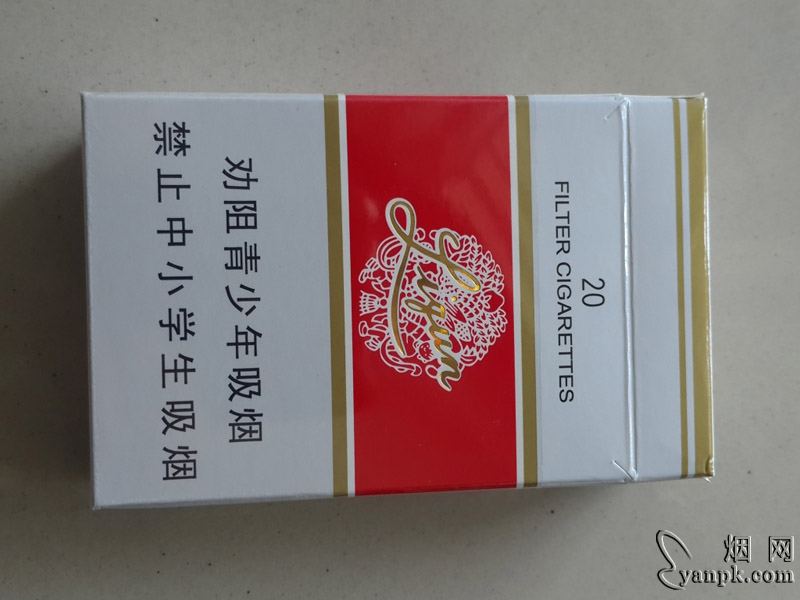 20
FILTER CIGARETTES
Liqun
劝阻青少年吸烟
禁止中小学生吸烟
烟网
yanpk.com